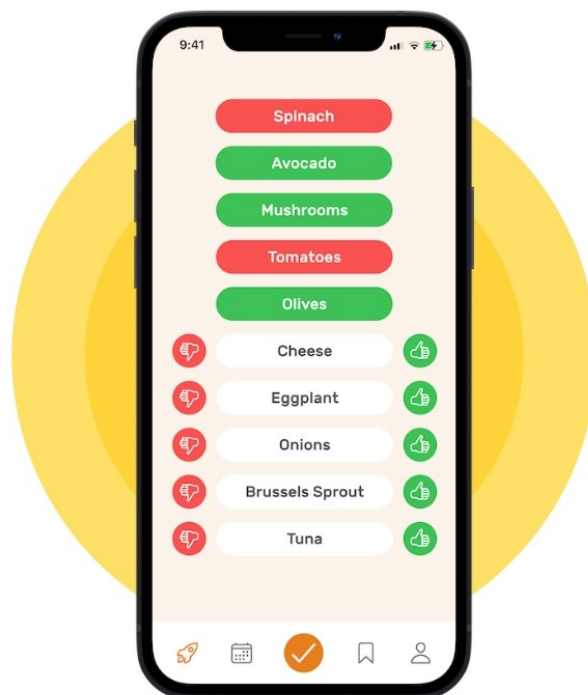 9:41
Spinach
Avocado
Mushrooms
Tomatoes
Olives
Cheese
Eggplant
Onions
Brussels Sprout
Tuna